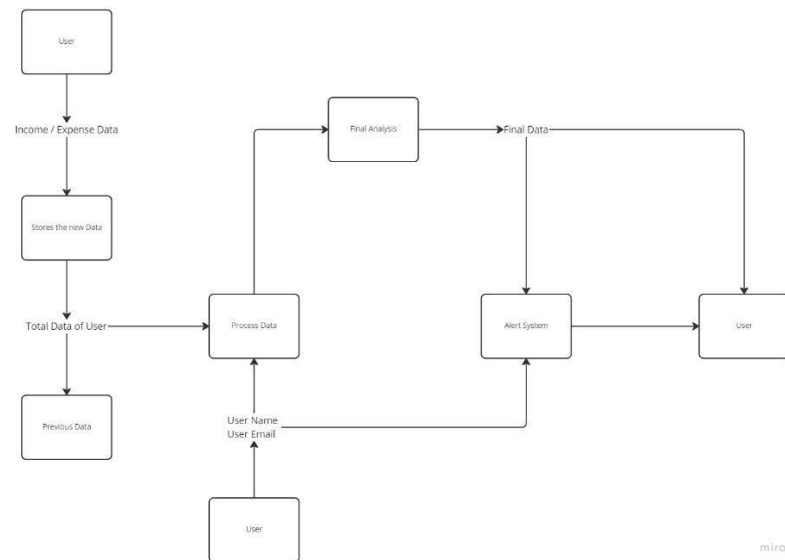 User
Income / Expense Data
Stores the new Data
Total Data of User
Previous Data
Final Analysis
Final Data
Process Data
Alert System
User
User Name
User Email
User
miro